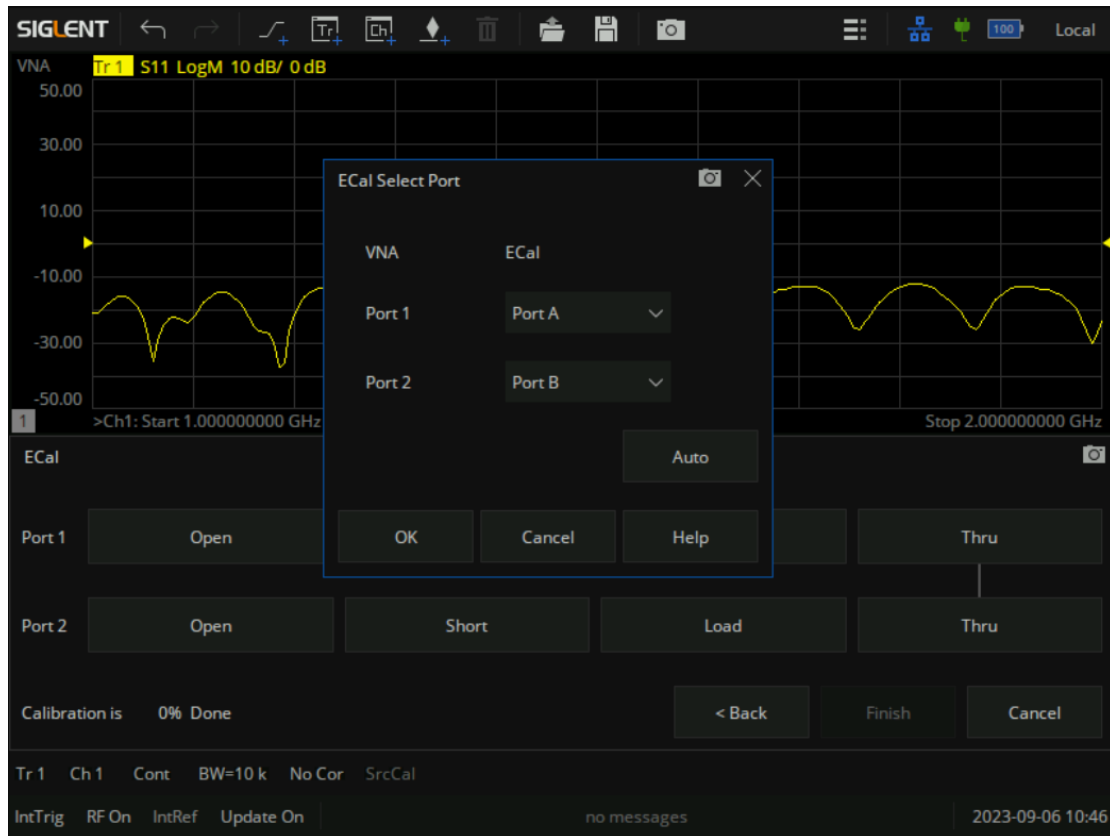 SIGLENT Tr Ch 100 Local
VNA Tr 1 S11 LogM 10 dB/ 0 dB
50.00
30.00
10.00
-10.00
-30.00
-50.00
1 >Ch1: Start 1.000000000 GHz Stop 2.000000000 GHz
ECal Select Port
VNA ECal
Port 1 Port A
Port 2 Port B
Auto
OK Cancel Help
ECal
Port 1 Open Thru
Port 2 Open Short Load Thru
Calibration is 0% Done < Back Finish Cancel
Tr 1 Ch 1 Cont BW=10 k No Cor SrcCal
IntTrig RF On IntRef Update On no messages 2023-09-06 10:46